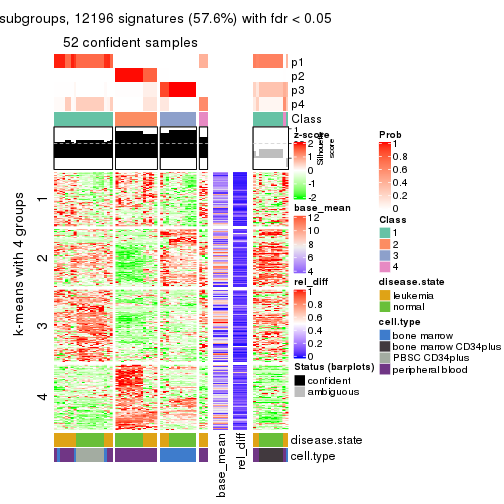 subgroups, 12196 signatures (57.6%) with fdr < 0.05
52 confident samples
p1
p2
p3
p4
Class
1
Silhouette
score
k-means with 4 groups
1
2
3
4
z-score
2
1
0
-1
-2
base_mean
12
10
8
6
4
rel_diff
1
0.8
0.6
0.4
0.2
0
Status (barplots)
confident
ambiguous
Prob
1
0.8
0.6
0.4
0.2
0
Class
1
2
3
4
disease.state
leukemia
normal
cell.type
bone marrow
bone marrow CD34plus
PBSC CD34plus
peripheral blood
disease.state
cell.type
base_mean
rel_diff